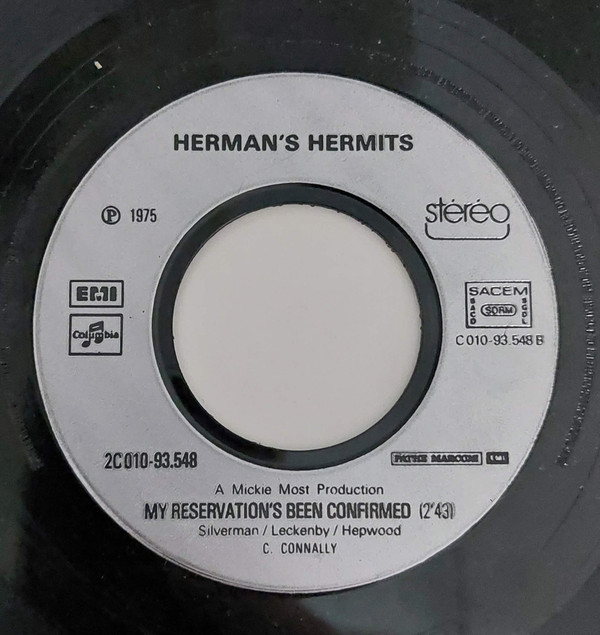 HERMAN'S HERMITS
Ⓟ 1975
stéréo
EMI
Columbia
SACEM
SACD
SDRM
SGDL
C 010-93.548 B
2C 010-93.548
PATHE MARCONI EMI
A Mickie Most Production
MY RESERVATION'S BEEN CONFIRMED (2'43)
Silverman / Leckenby / Hepwood
C. CONNALLY